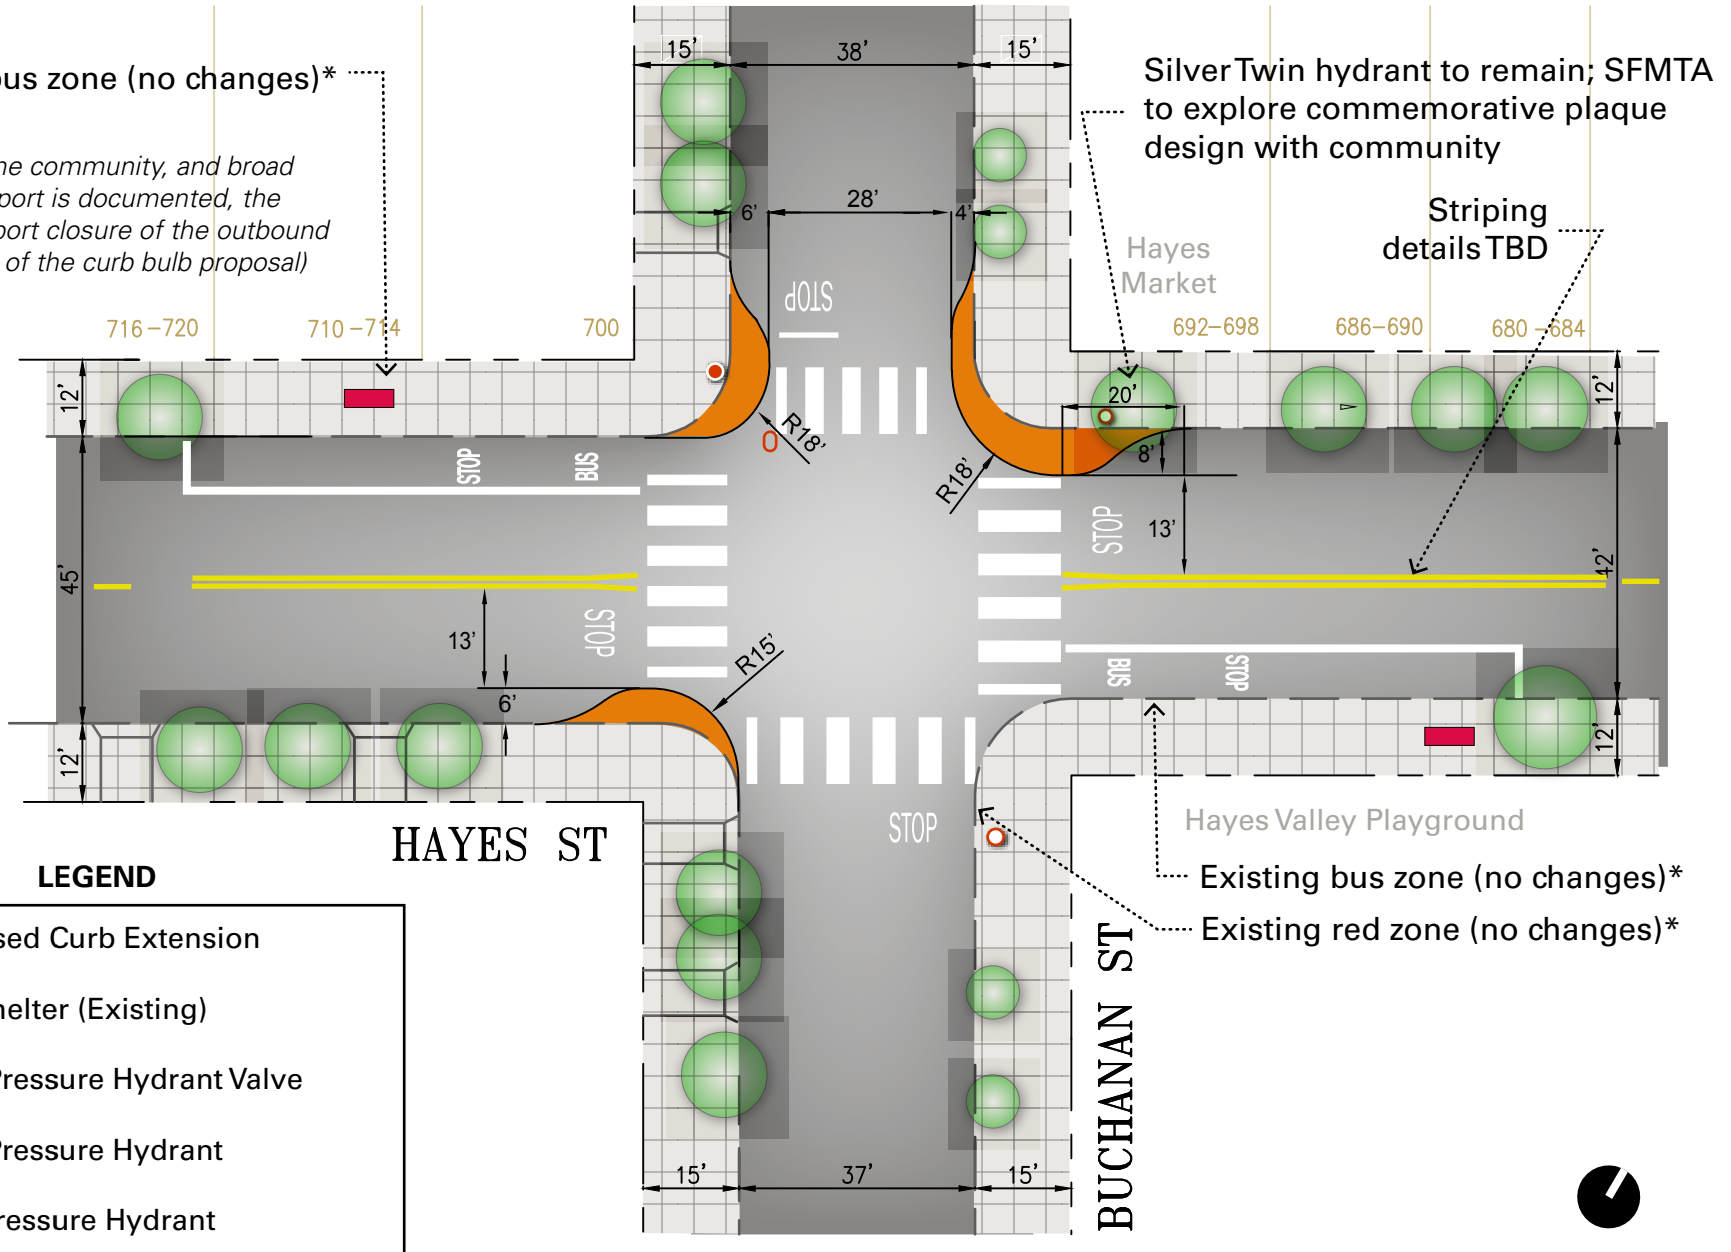 bus zone (no changes)*
he community, and broad
port is documented, the
port closure of the outbound
of the curb bulb proposal)
15’
38’
15’
Silver Twin hydrant to remain; SFMTA
to explore commemorative plaque
design with community
Striping
details TBD
6’
28’
4’
Hayes
Market
STOP
716–720
710–714
700
692–698
686–690
680–684
12’
20’
12’
R18’
R18’
8’
STOP
BUS
STOP
13’
45’
42’
13’
STOP
R15’
6’
BUS
STOP
12’
12’
HAYES ST
STOP
Hayes Valley Playground
Existing bus zone (no changes)*
Existing red zone (no changes)*
BUCHANAN ST
15’
37’
15’
LEGEND
sed Curb Extension
helter (Existing)
Pressure Hydrant Valve
Pressure Hydrant
ressure Hydrant